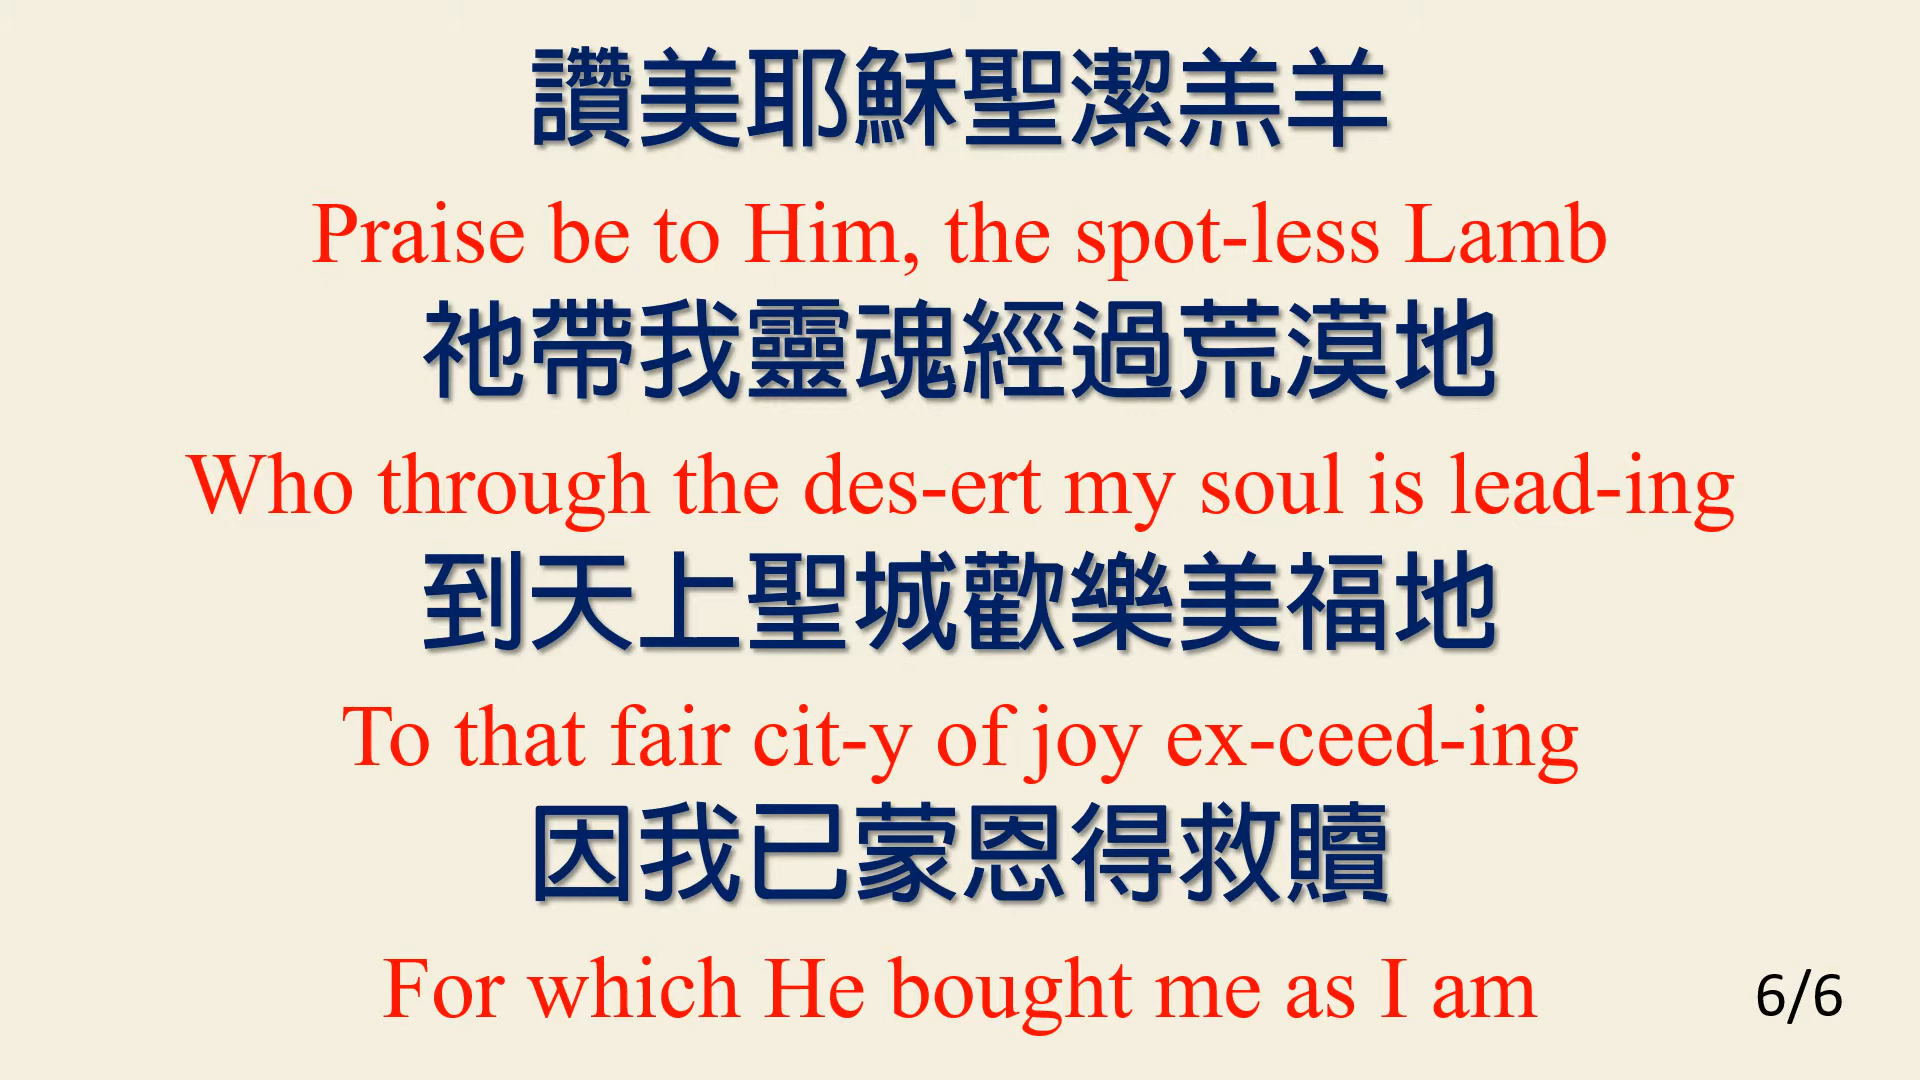 讚美耶穌聖潔羔羊
Praise be to Him, the spot-less Lamb
祂帶我靈魂經過荒漠地
Who through the des-ert my soul is lead-ing
到天上聖城歡樂美福地
To that fair cit-y of joy ex-ceed-ing
因我已蒙恩得救贖
For which He bought me as I am
6/6